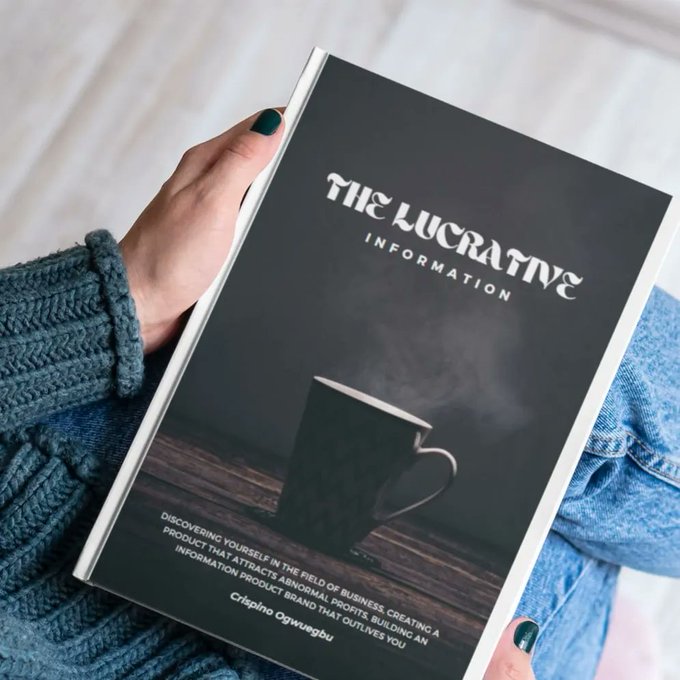 THE LUCRATIVE
INFORMATION
DISCOVERING YOURSELF IN THE FIELD OF BUSINESS, CREATING A
PRODUCT THAT ATTRACTS ABNORMAL PROFITS, BUILDING AN
INFORMATION PRODUCT BRAND THAT OUTLIVES YOU
Crispino Ogwuegbu